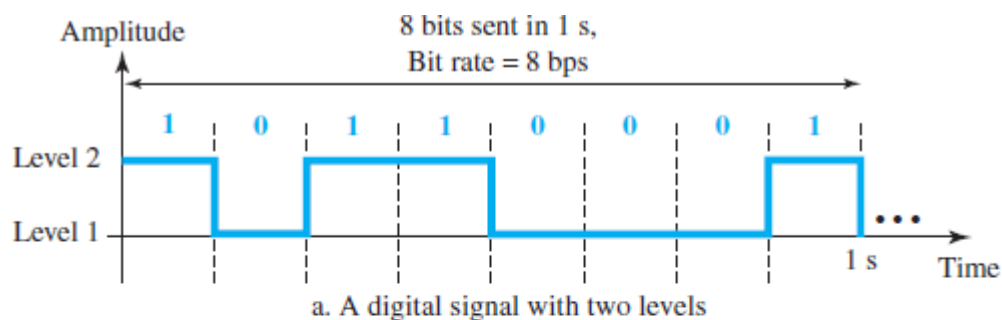 Amplitude
8 bits sent in 1 s,
Bit rate = 8 bps
1 0 1 1 0 0 0 1
Level 2
Level 1
...
1 s
Time
a. A digital signal with two levels